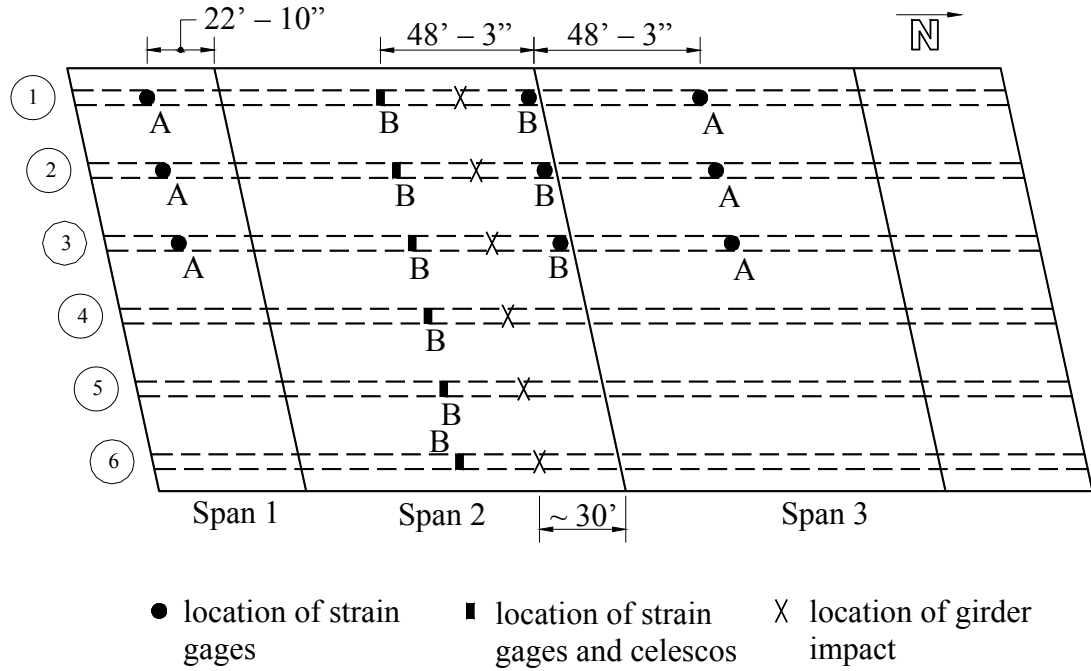 22’ – 10”
48’ – 3”
48’ – 3”
N
1
A
B
B
A
2
A
B
B
A
3
A
B
B
A
4
B
5
B
B
6
Span 1
Span 2
~ 30’
Span 3
location of strain
gages
location of strain
gages and celescos
location of girder
impact